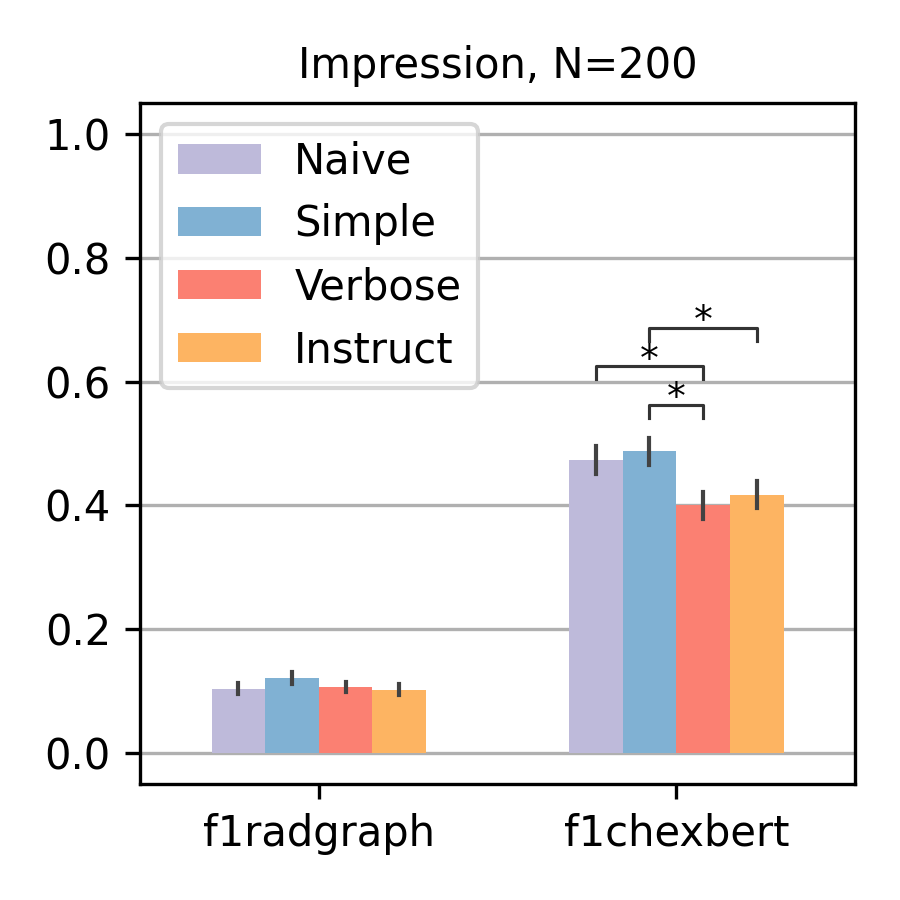 Impression, N=200
1.0
0.8
0.6
0.4
0.2
0.0
Naive
Simple
Verbose
Instruct
*
*
*
f1radgraph f1chexbert